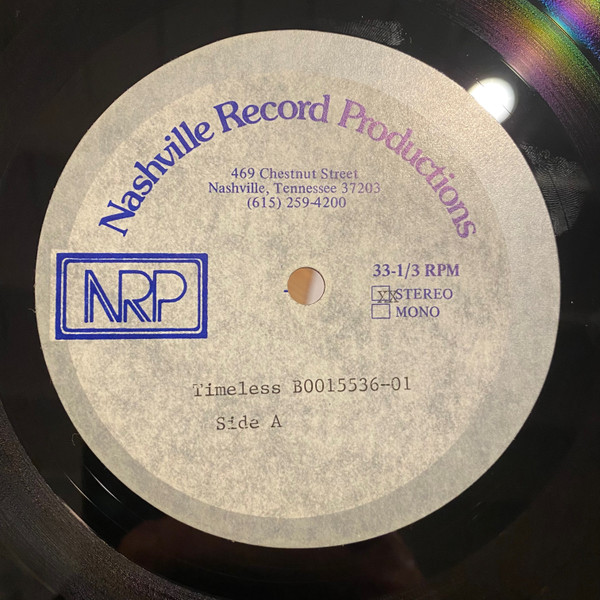 Nashville Record Productions
469 Chestnut Street
Nashville, Tennessee 37203
(615) 259-4200
NRP
33-1/3 RPM
XX STEREO
MONO
Timeless B0015536-01
Side A